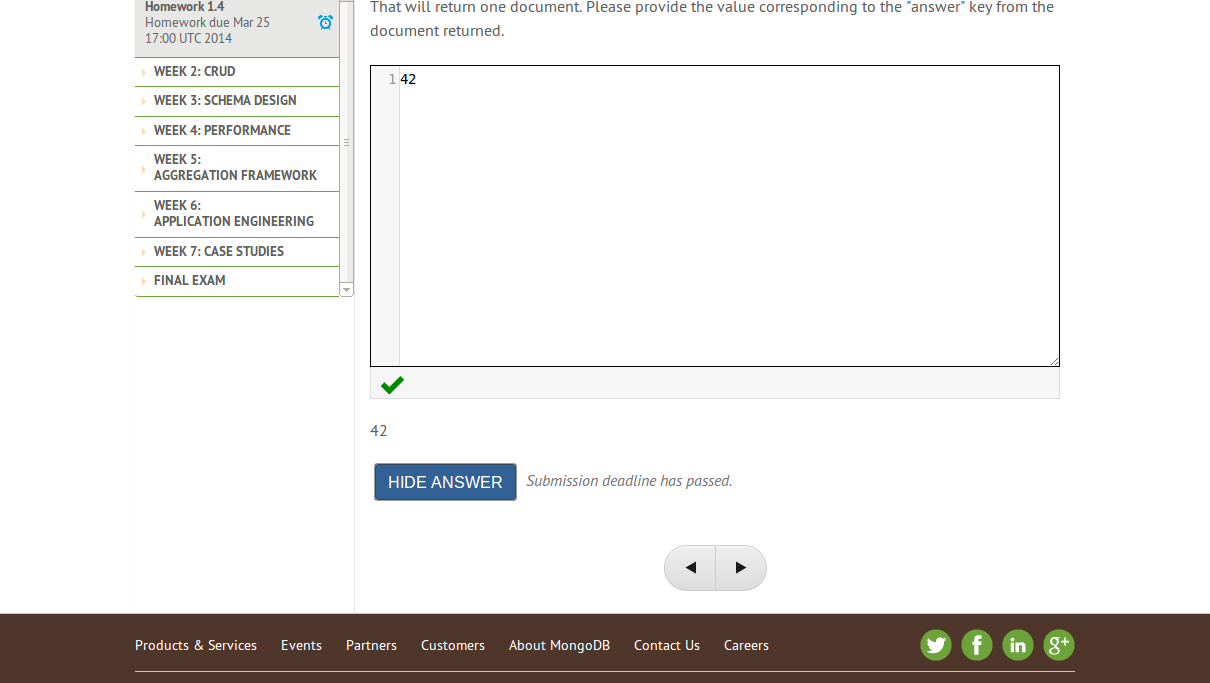 Homework 1.4
Homework due Mar 25
17:00 UTC 2014
WEEK 2: CRUD
WEEK 3: SCHEMA DESIGN
WEEK 4: PERFORMANCE
WEEK 5:
AGGREGATION FRAMEWORK
WEEK 6:
APPLICATION ENGINEERING
WEEK 7: CASE STUDIES
FINAL EXAM
That will return one document. Please provide the value corresponding to the "answer" key from the
document returned.
1 42
42
HIDE ANSWER Submission deadline has passed.
Products & Services Events Partners Customers About MongoDB Contact Us Careers